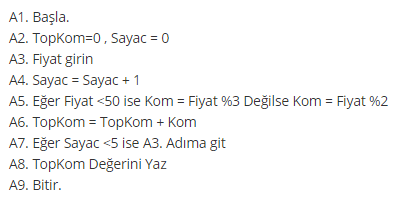 A1. Başla.
A2. TopKom=0 , Sayac = 0
A3. Fiyat girin
A4. Sayac = Sayac + 1
A5. Eğer Fiyat <50 ise Kom = Fiyat %3 Değilse Kom = Fiyat %2
A6. TopKom = TopKom + Kom
A7. Eğer Sayac <5 ise A3. Adıma git
A8. TopKom Değerini Yaz
A9. Bitir.